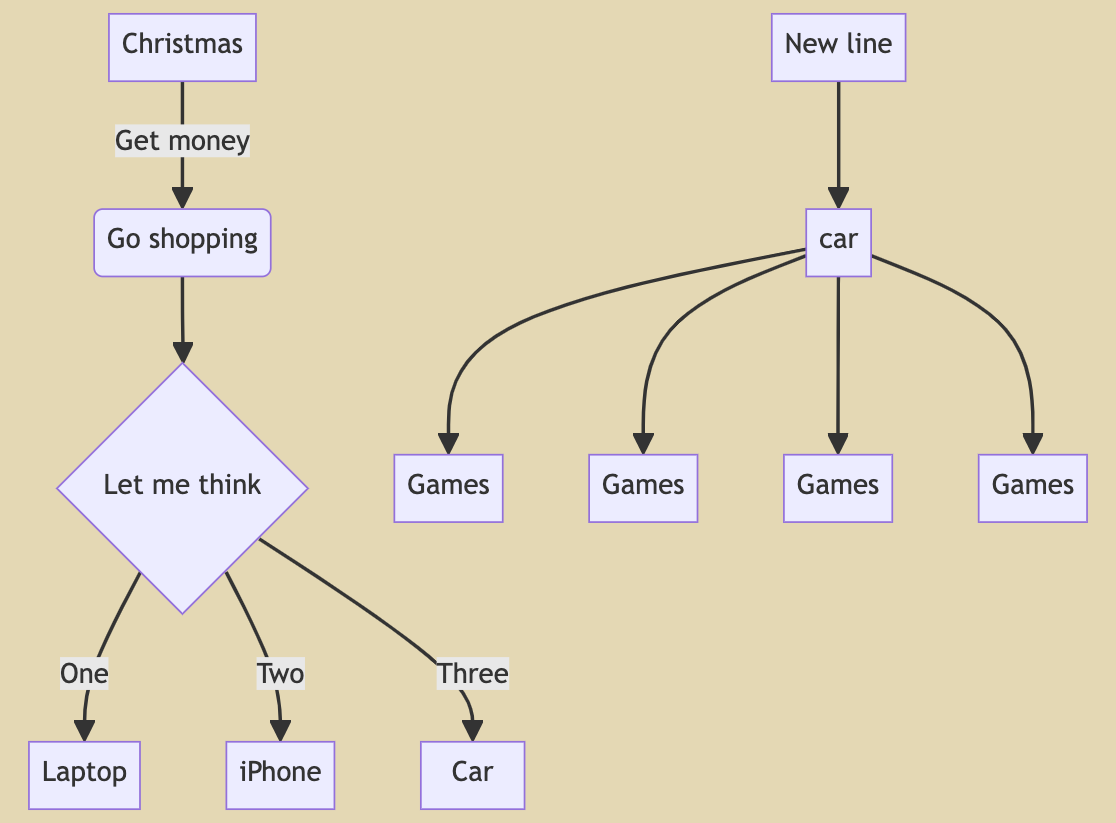 Christmas
New line
Get money
Go shopping
car
Let me think
Games
Games
Games
Games
One
Two
Three
Laptop
iPhone
Car